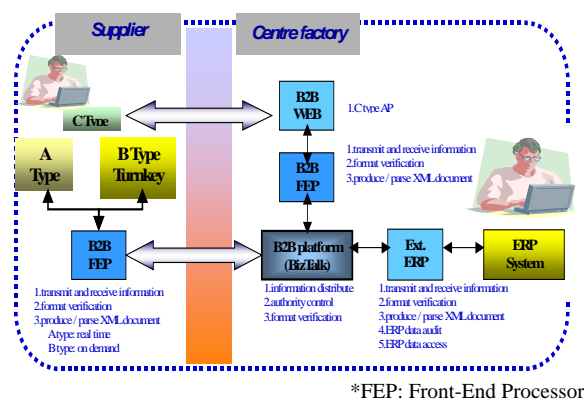 Supplier
Centre factory
C Type
B2B
WEB
1.C type AP
A
Type
B Type
Turnkey
B2B
FEP
1.transmit and receive information
2.format verification
3.produce / parse XML document
B2B
FEP
B2B platform
(BizTalk)
Ext.
ERP
ERP
System
1.transmit and receive information
2.format verification
3.produce / parse XML document
A type: real time
B type: on demand
1.information distribute
2.authority control
3.format verification
1.transmit and receive information
2.format verification
3.produce / parse XML document
4.ERP data audit
5.ERP data access
*FEP: Front-End Processor